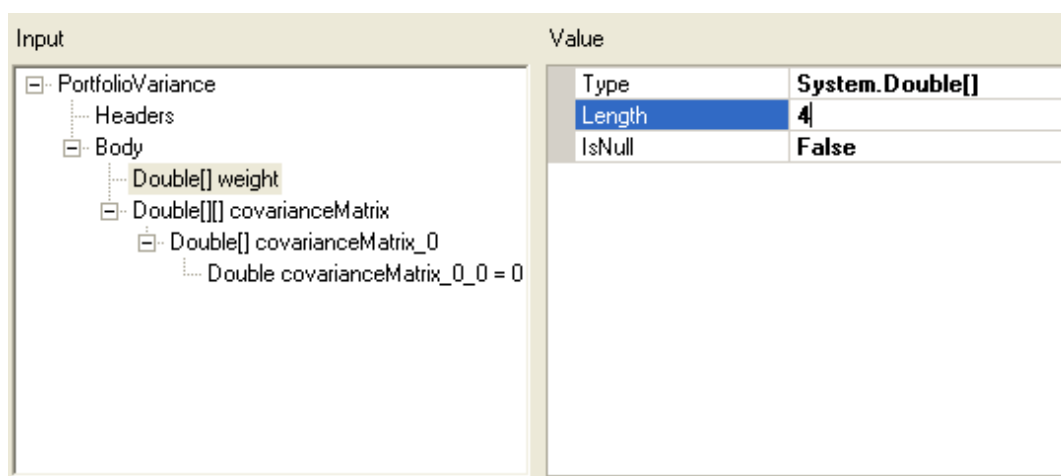 Input
PortfolioVariance
Headers
Body
Double[] weight
Double[][] covarianceMatrix
Double[] covarianceMatrix_0
Double covarianceMatrix_0_0 = 0
Value
Type System.Double[]
Length 4
IsNull False